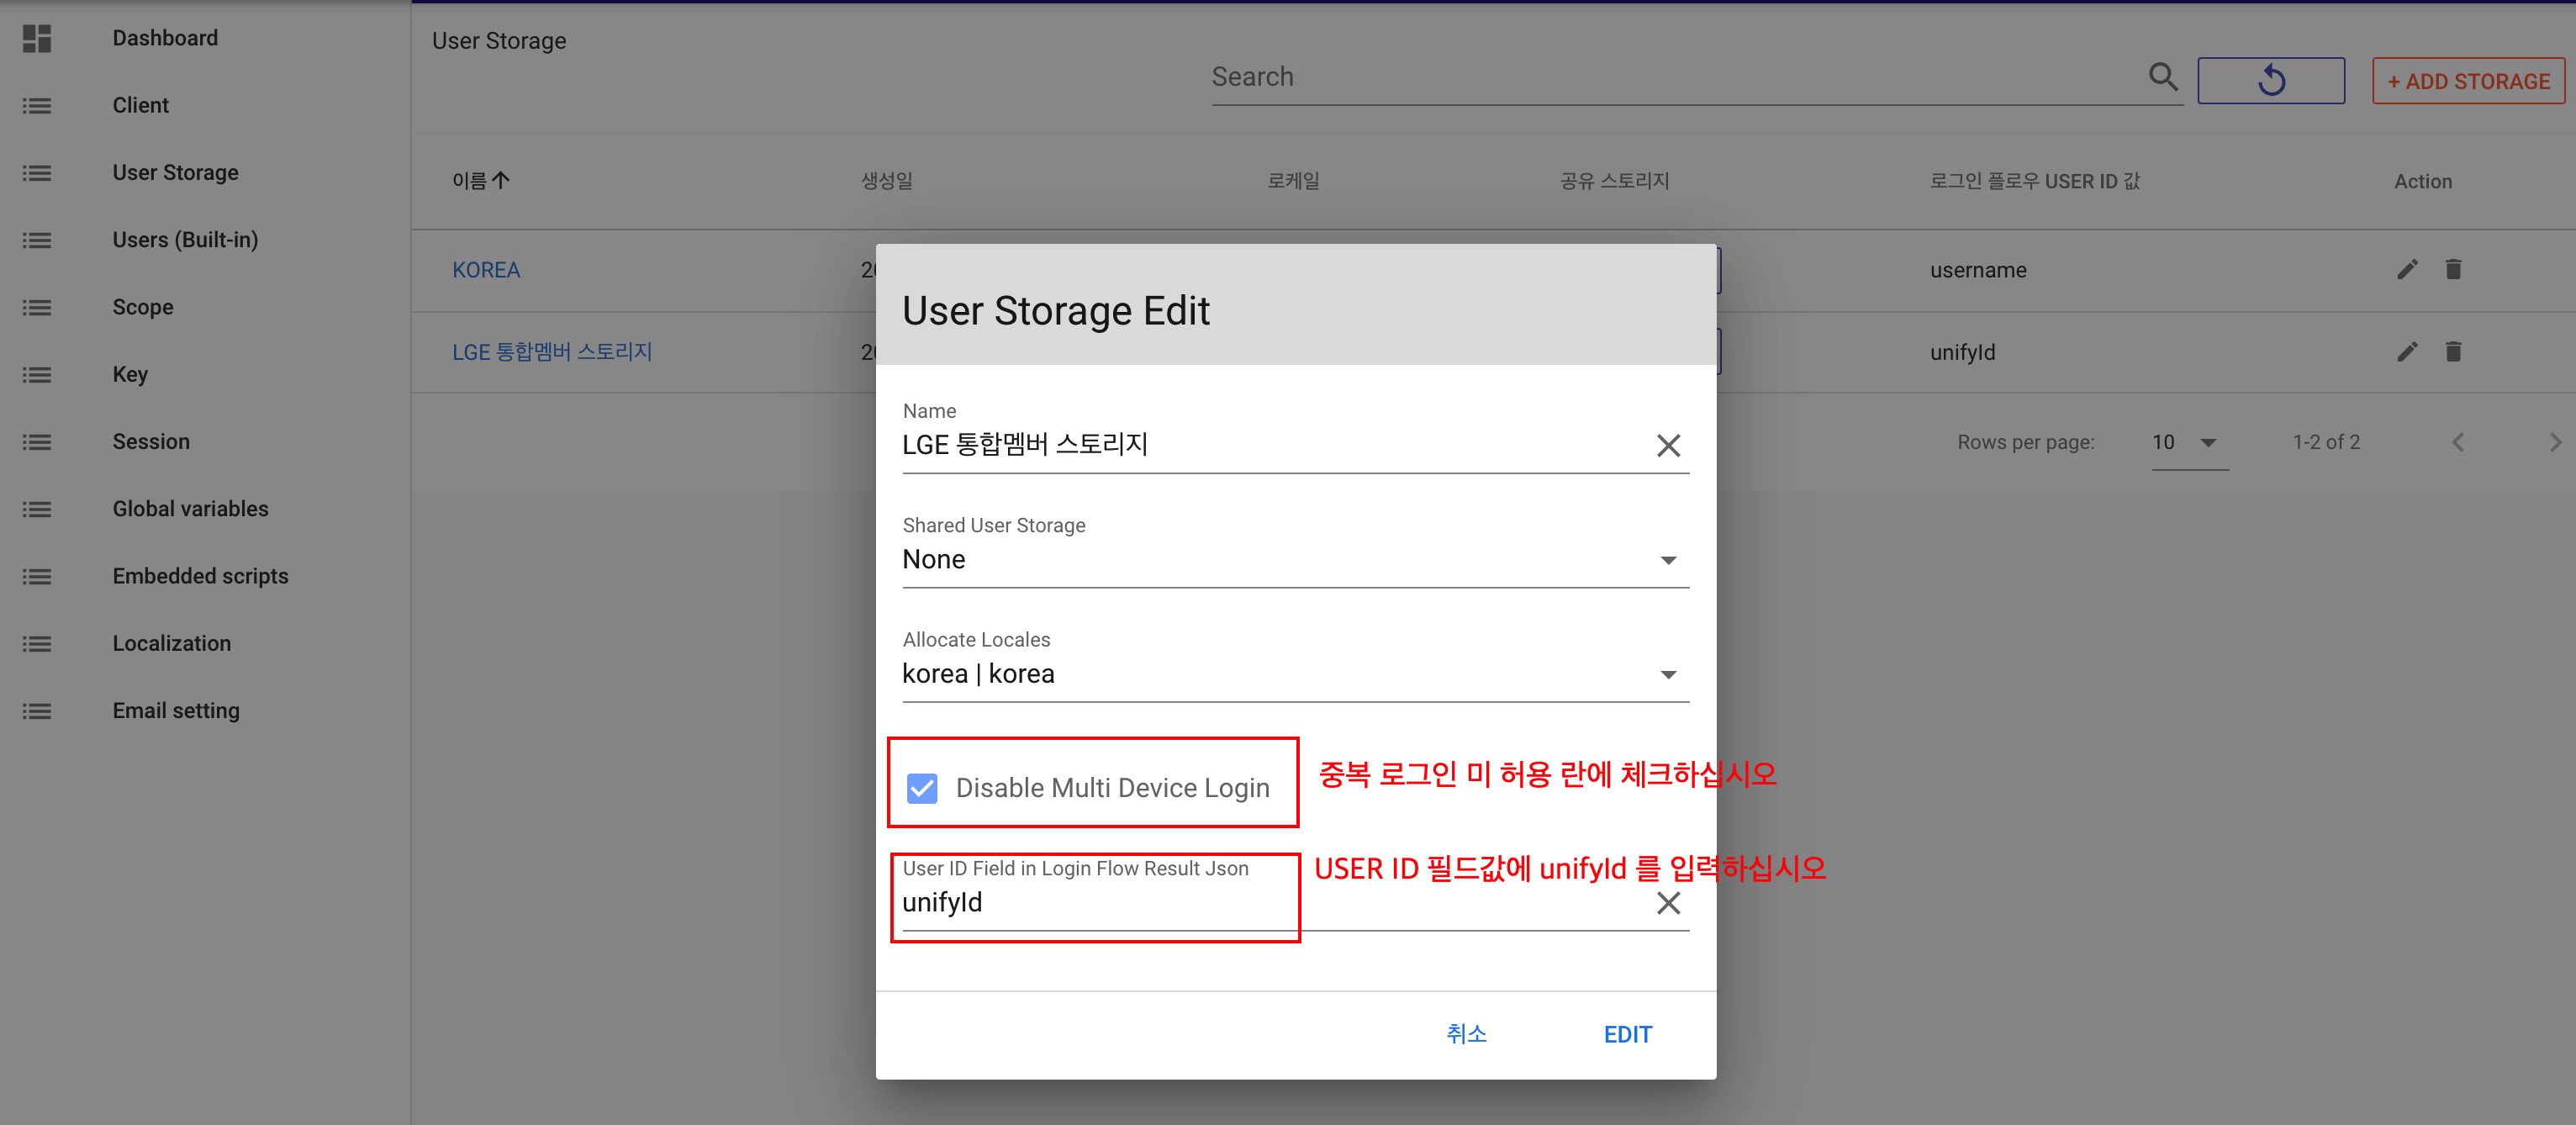 Dashboard
Client
User Storage
Users (Built-in)
Scope
Key
Session
Global variables
Embedded scripts
Localization
Email setting
User Storage
Search
+ ADD STORAGE
이름
생성일
로케일
공유 스토리지
로그인 플로우 USER ID 값
Action
KOREA
username
LGE 통합멤버 스토리지
unifyId
Rows per page:
10
1-2 of 2
User Storage Edit
Name
LGE 통합멤버 스토리지
Shared User Storage
None
Allocate Locales
korea | korea
Disable Multi Device Login
중복 로그인 미 허용 란에 체크하십시오
User ID Field in Login Flow Result Json
USER ID 필드값에 unifyId 를 입력하십시오
unifyId
취소
EDIT